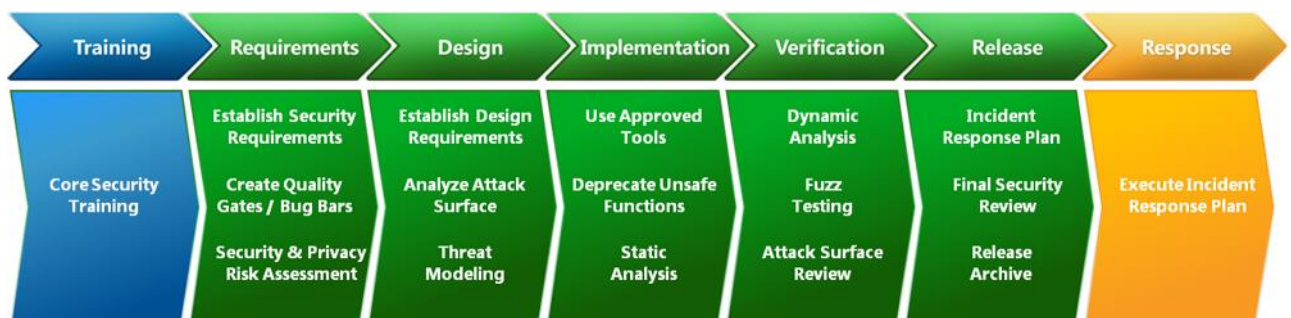 Training
Requirements
Design
Implementation
Verification
Release
Response
Core Security
Training
Establish Security
Requirements
Create Quality
Gates / Bug Bars
Security & Privacy
Risk Assessment
Establish Design
Requirements
Analyze Attack
Surface
Threat
Modeling
Use Approved
Tools
Deprecate Unsafe
Functions
Static
Analysis
Dynamic
Analysis
Fuzz
Testing
Attack Surface
Review
Incident
Response Plan
Final Security
Review
Release
Archive
Execute Incident
Response Plan